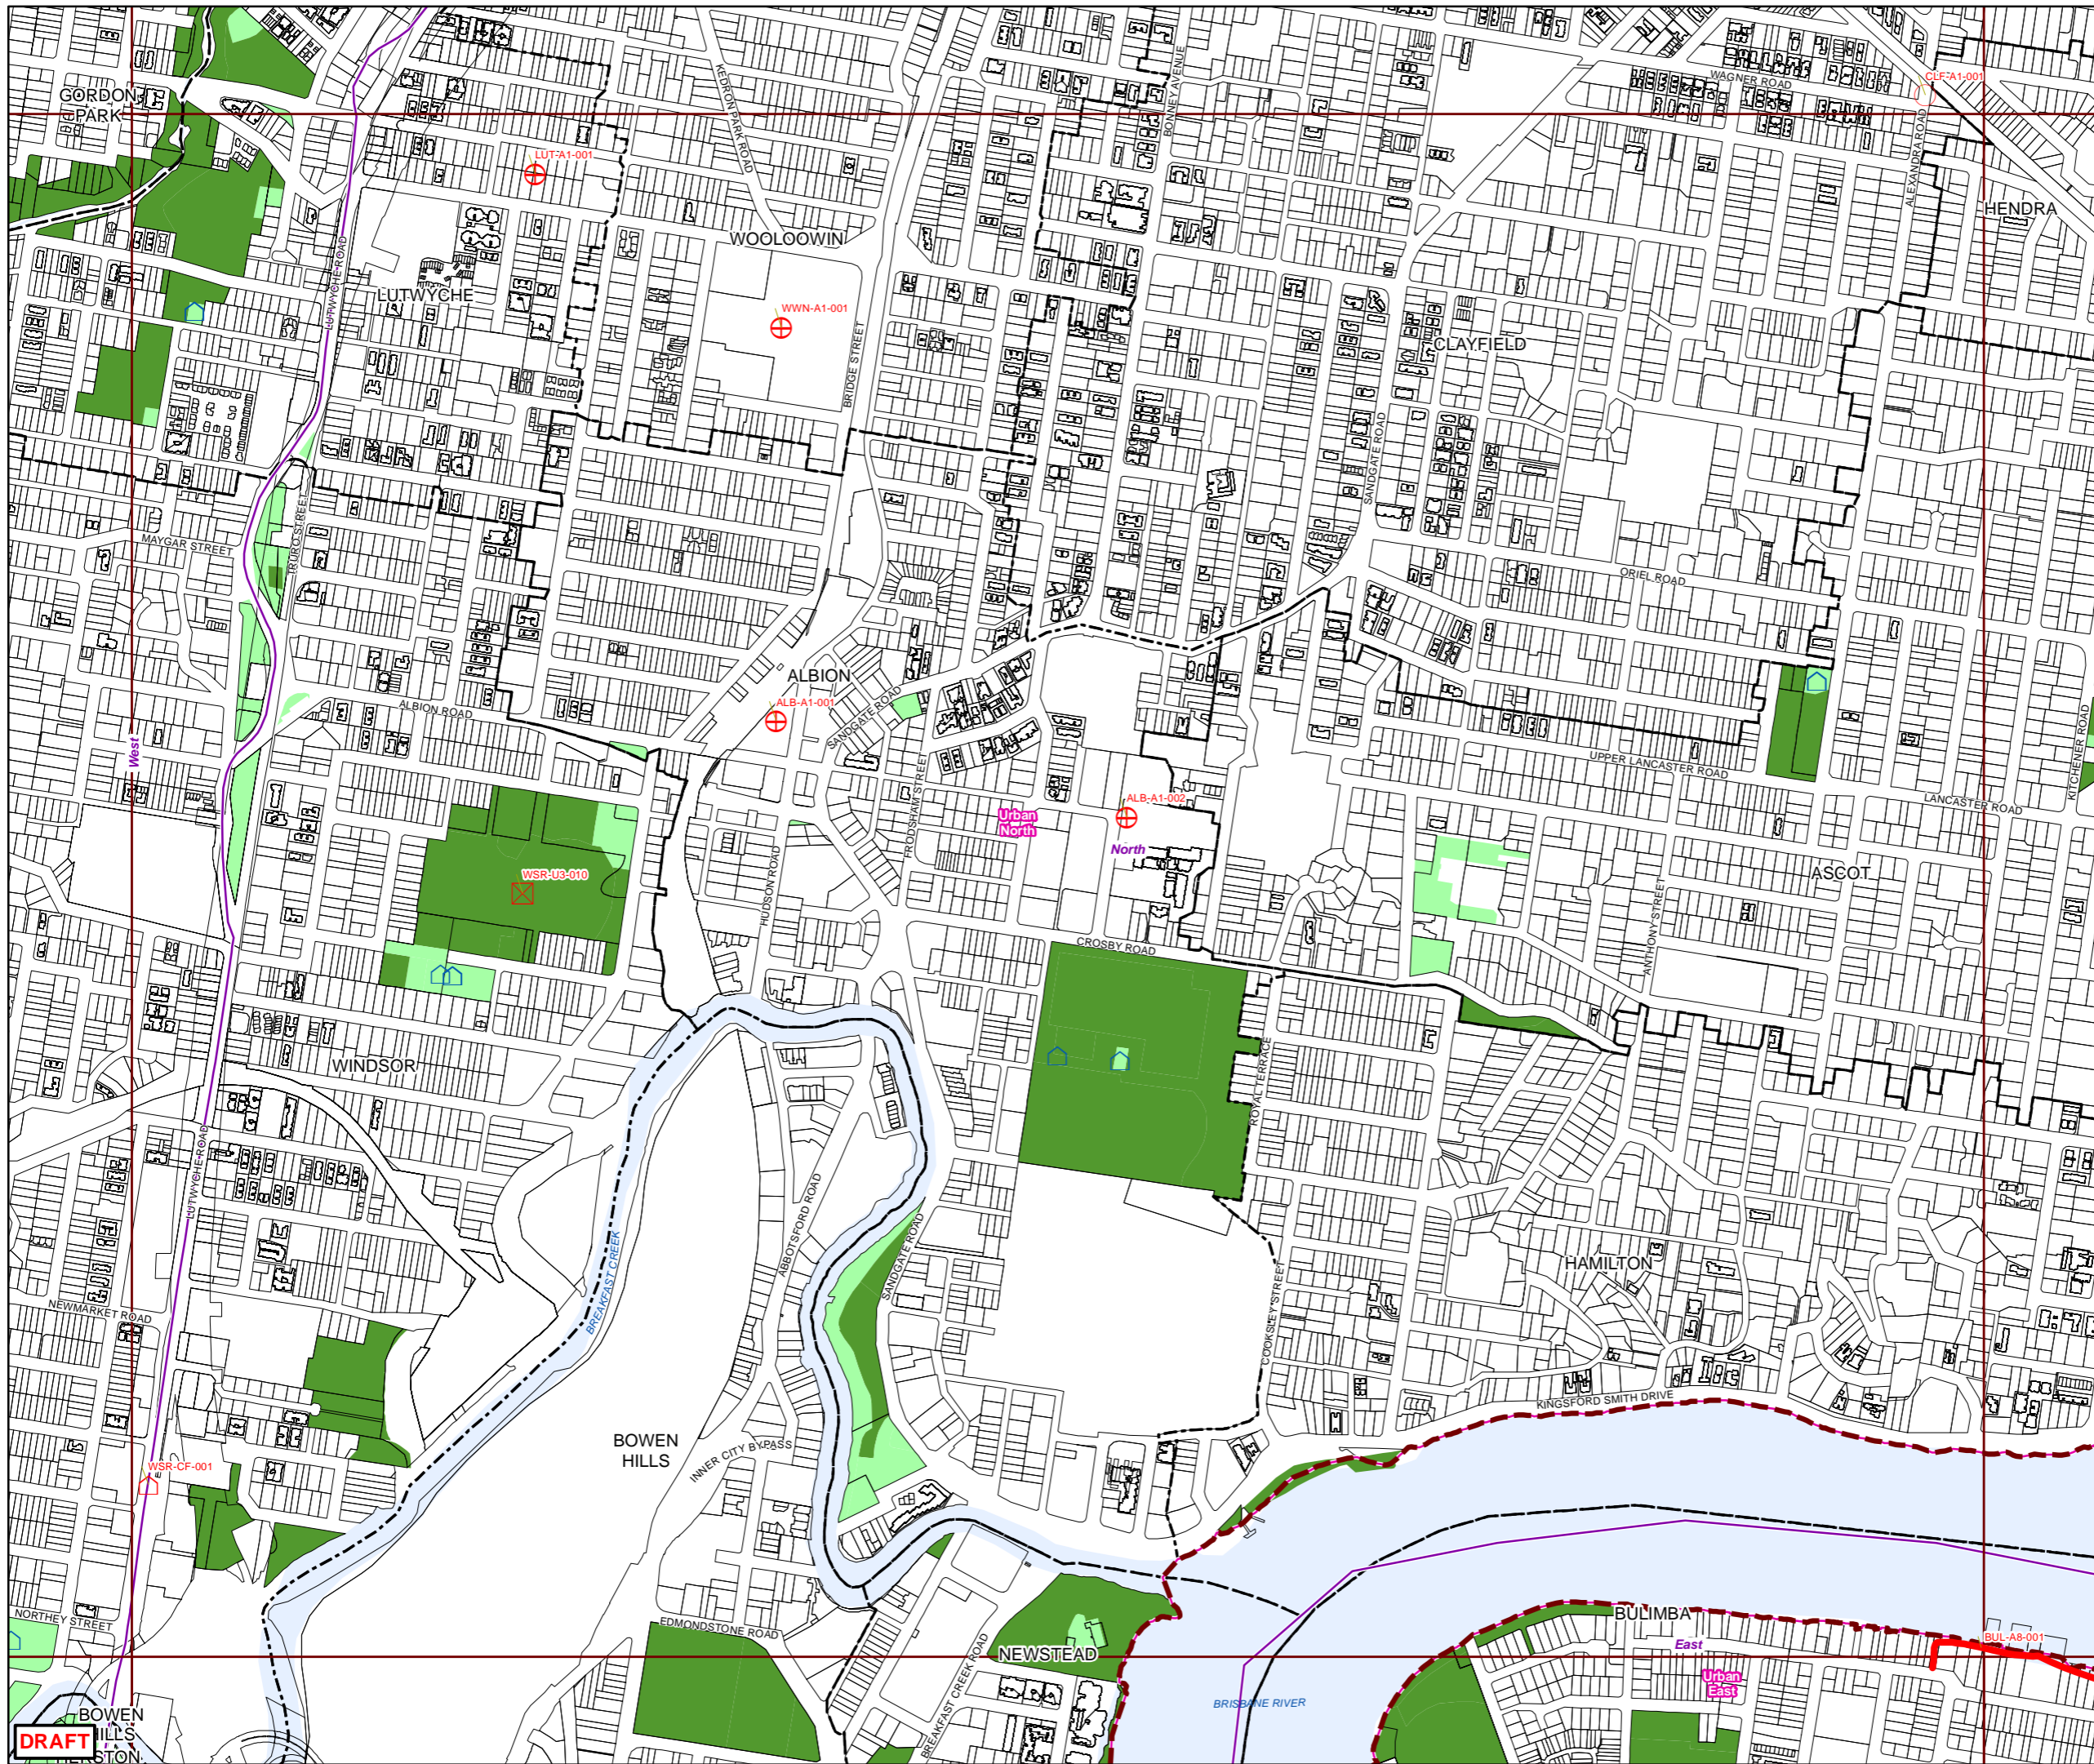 BONNEY AVENUE
WAGNER ROAD
CLF-A1-001
KEDRON PARK ROAD
GORDON
PARK
LUT-A1-001
ALEXANDRA ROAD
HENDRA
WOOLOOWIN
LUTWYCHE ROAD
LUTWYCHE
WWN-A1-001
BRIDGE STREET
CLAYFIELD
SANDGATE ROAD
TRURO STREET
MAYGAR STREET
ORIEL ROAD
ALBION
SANDGATE ROAD
ALB-A1-001
ALBION ROAD
West
KITCHENER ROAD
UPPER LANCASTER ROAD
LANCASTER ROAD
FRODSHAM STREET
ALB-A1-002
Urban
North
North
HUDSON ROAD
WSR-U3-010
ASCOT
ANTHONY STREET
CROSBY ROAD
WINDSOR
ROYAL TERRACE
LUTWYCHE ROAD
ABBOTSFORD ROAD
SANDGATE ROAD
BREAKFAST CREEK
HAMILTON
COOKSLEY STREET
NEWMARKET ROAD
KINGSFORD SMITH DRIVE
BOWEN
HILLS
INNER CITY BYPASS
WSR-CF-001
NORTHEY STREET
EDMONDSTONE ROAD
BREAKFAST CREEK ROAD
NEWSTEAD
BULIMBA
East
BUL-A8-001
Urban
East
BRISBANE RIVER
BOWEN
HILLS
HERSTON
DRAFT